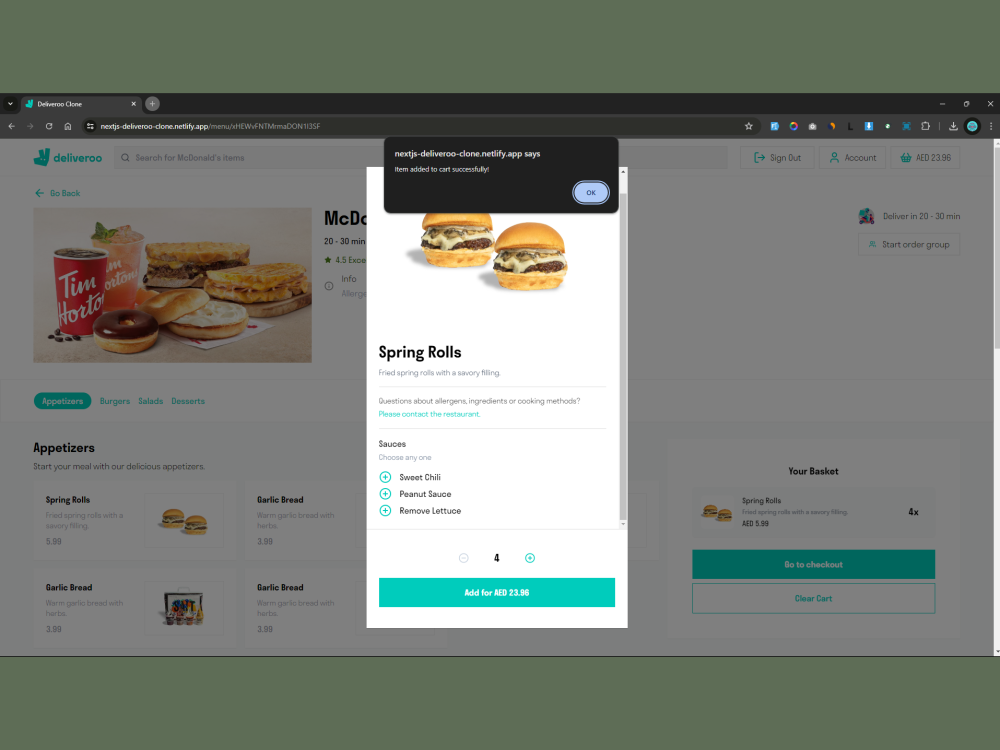 Deliveroo Clone
nextjs-deliveroo-clone.netlify.app/menu/xHEWvFNTMrmaDON1I3SF
deliveroo
Search for McDonald's items
Sign Out
Account
AED 23.96
nextjs-deliveroo-clone.netlify.app says
Item added to cart successfully!
OK
Go Back
Tim
Hortons
McDo
20 - 30 min
4.5 Exce
Info
Allerge
Deliver in 20 - 30 min
Start order group
Spring Rolls
Fried spring rolls with a savory filling.
Questions about allergens, ingredients or cooking methods?
Please contact the restaurant.
Sauces
Choose any one
Sweet Chili
Peanut Sauce
Remove Lettuce
4
Add for AED 23.96
Appetizers
Burgers
Salads
Desserts
Appetizers
Start your meal with our delicious appetizers.
Spring Rolls
Fried spring rolls with a
savory filling.
5.99
Garlic Bread
Warm garlic bread with
herbs.
3.99
Garlic Bread
Warm garlic bread with
herbs.
3.99
Garlic Bread
Warm garlic bread with
herbs.
3.99
Your Basket
Spring Rolls
Fried spring rolls with a savory filling.
AED 5.99
4x
Go to checkout
Clear Cart